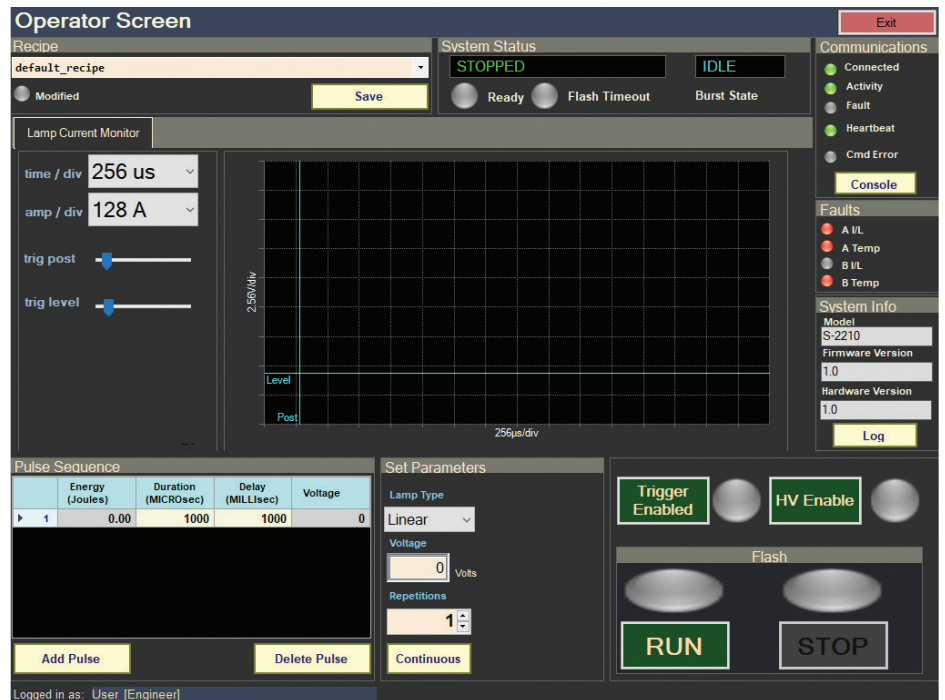 Operator Screen
Exit
Recipe
default_recipe
Modified
Save
System Status
STOPPED
IDLE
Ready
Flash Timeout
Burst State
Communications
Connected
Activity
Fault
Heartbeat
Cmd Error
Console
Lamp Current Monitor
time / div
256 us
amp / div
128 A
trig post
trig level
2.56V/div
Level
Post
256µs/div
Faults
A I/L
A Temp
B I/L
B Temp
System Info
Model
S-2210
Firmware Version
1.0
Hardware Version
1.0
Log
Pulse Sequence
Energy (Joules) Duration (MICROsec) Delay (MILLIsec) Voltage
1 0.00 1000 1000 0
Add Pulse
Delete Pulse
Set Parameters
Lamp Type
Linear
Voltage
0 Volts
Repetitions
1
Continuous
Trigger
Enabled
HV Enable
Flash
RUN
STOP
Logged in as: User [Engineer]